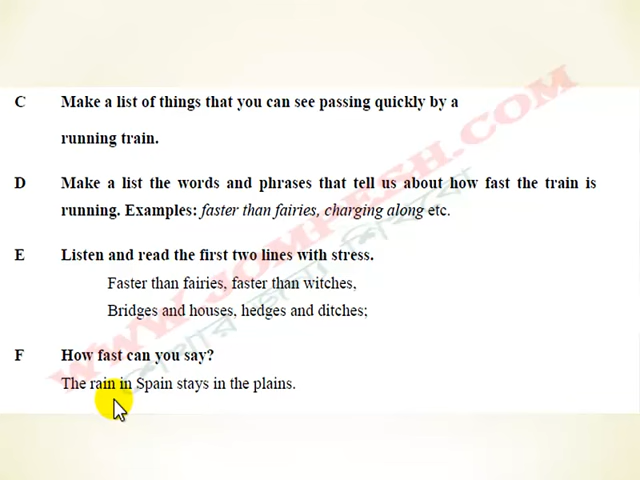 C Make a list of things that you can see passing quickly by a
running train.
D Make a list the words and phrases that tell us about how fast the train is
running. Examples: faster than fairies, charging along etc.
E Listen and read the first two lines with stress.
Faster than fairies, faster than witches,
Bridges and houses, hedges and ditches;
F How fast can you say?
The rain in Spain stays in the plains.
WWW.JOMPESH.COM
শেখার জন্য শিখি